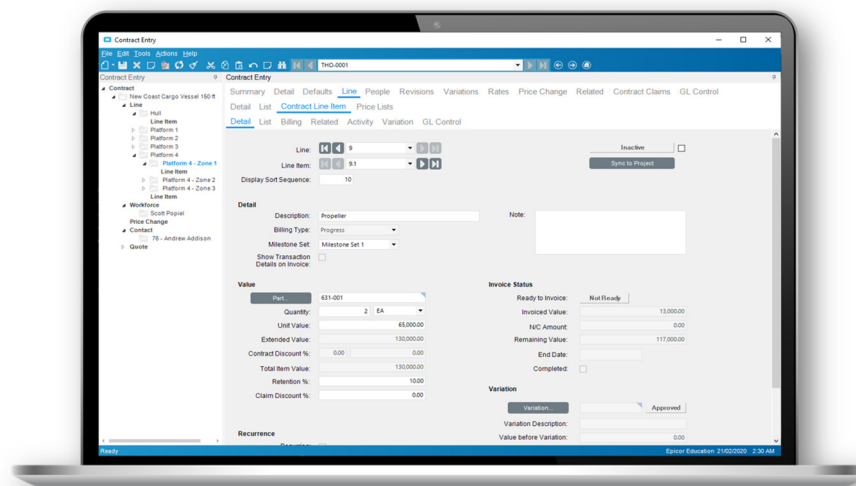 Contract Entry
File Edit Tools Actions Help
THO-0001
Contract Entry
Contract Entry
Contract
New Coast Cargo Vessel 150 ft
Line
Hull
Line Item
Platform 1
Platform 2
Platform 3
Platform 4
Platform 4 - Zone 1
Line Item
Platform 4 - Zone 2
Platform 4 - Zone 3
Line Item
Workforce
Scott Popiel
Price Change
Contact
76 - Andrew Addison
Quote
Summary Detail Defaults Line People Revisions Variations Rates Price Change Related Contract Claims GL Control
Detail List Contract Line Item Price Lists
Detail List Billing Related Activity Variation GL Control
Line: 9 Inactive
Line Item: 9.1 Sync to Project
Display Sort Sequence: 10
Detail
Description: Propeller Note:
Billing Type: Progress
Milestone Set: Milestone Set 1
Show Transaction
Details on Invoice:
Value Invoice Status
Part... 631-001 Ready to Invoice: Not Ready
Quantity: 2 EA Invoiced Value: 13,000.00
Unit Value: 65,000.00 N/C Amount: 0.00
Extended Value: 130,000.00 Remaining Value: 117,000.00
Contract Discount %: 0.00 0.00 End Date:
Total Item Value: 130,000.00 Completed:
Retention %: 10.00 Variation
Claim Discount %: 0.00 Variation... Approved
Variation Description:
Recurrence Value before Variation: 0.00
Ready Epicor Education 21/02/2020 2:30 AM